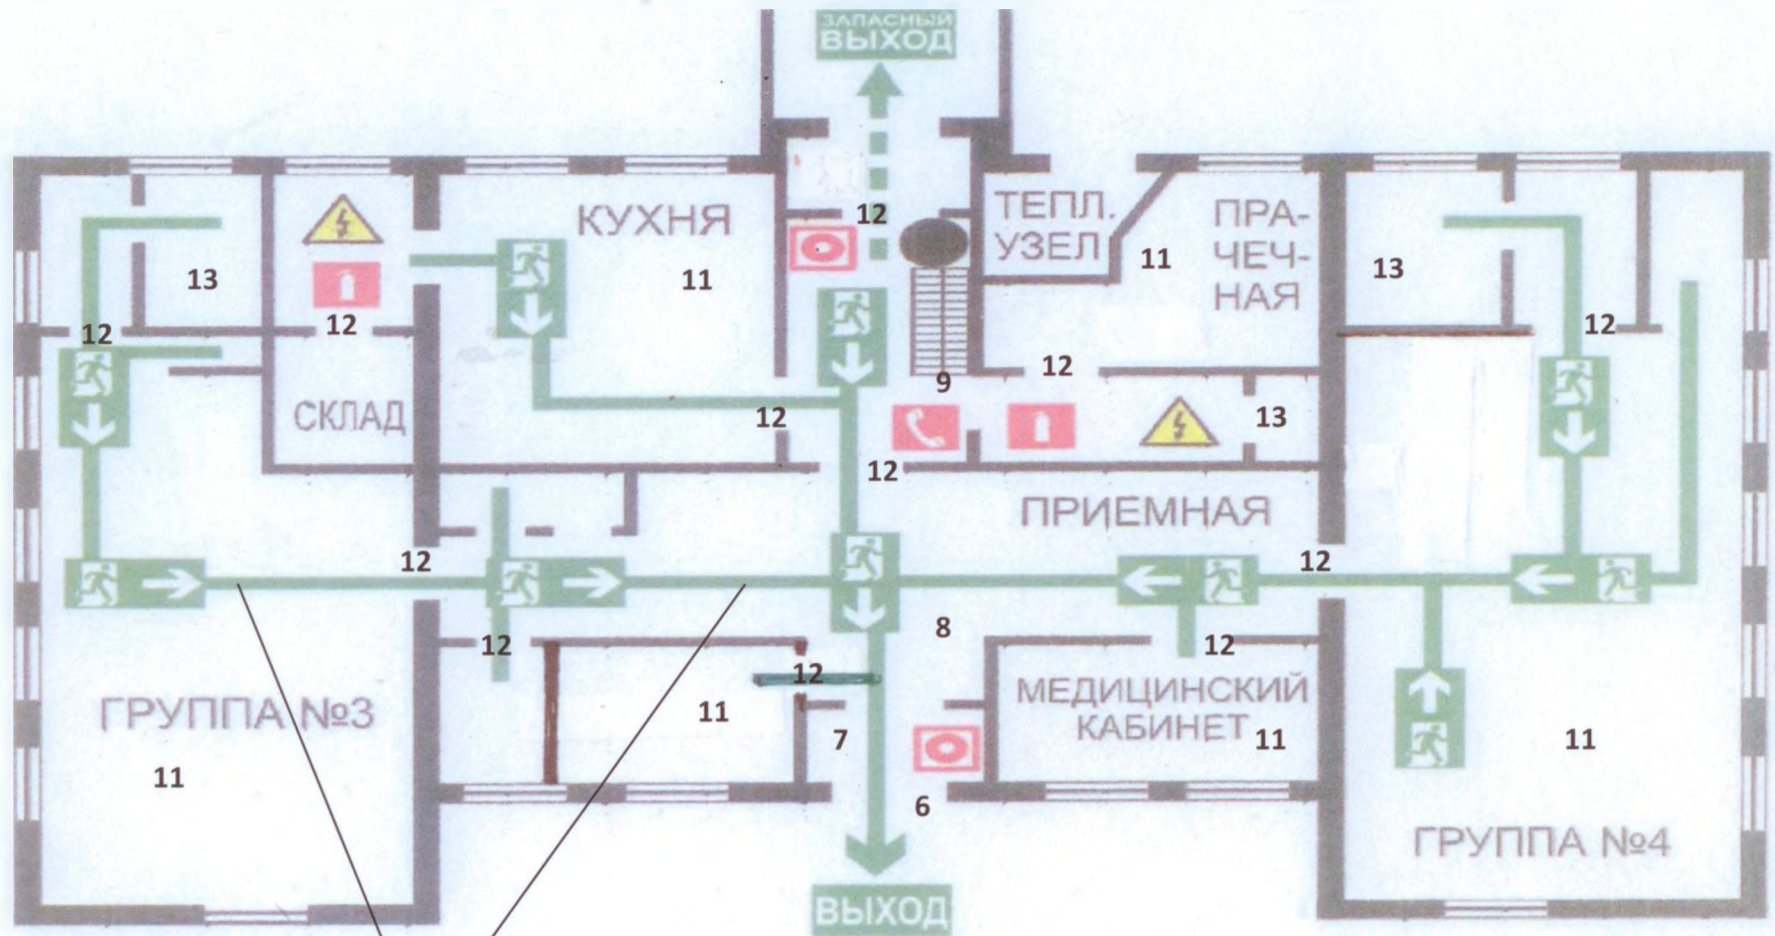 ЗАПАСНЫЙ
ВЫХОД
КУХНЯ
12
ТЕПЛ.
УЗЕЛ
ПРА-
ЧЕЧ-
НАЯ
11
13
13
11
12
12
12
12
9
12
СКЛАД
12
13
12
ПРИЕМНАЯ
12
12
8
12
12
12
ГРУППА №3
11
11
7
МЕДИЦИНСКИЙ
КАБИНЕТ
11
11
6
ГРУППА №4
ВЫХОД